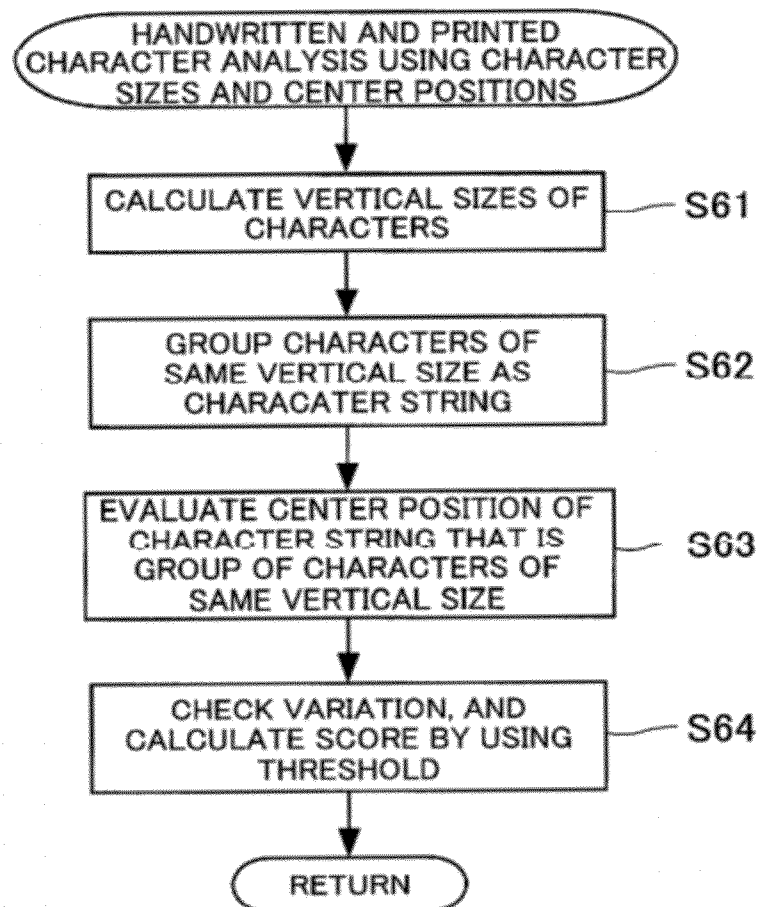 HANDWRITTEN AND PRINTED
CHARACTER ANALYSIS USING CHARACTER
SIZES AND CENTER POSITIONS
CALCULATE VERTICAL SIZES OF
CHARACTERS
S61
GROUP CHARACTERS OF
SAME VERTICAL SIZE AS
CHARACATER STRING
S62
EVALUATE CENTER POSITION OF
CHARACTER STRING THAT IS
GROUP OF CHARACTERS OF
SAME VERTICAL SIZE
S63
CHECK VARIATION, AND
CALCULATE SCORE BY USING
THRESHOLD
S64
RETURN